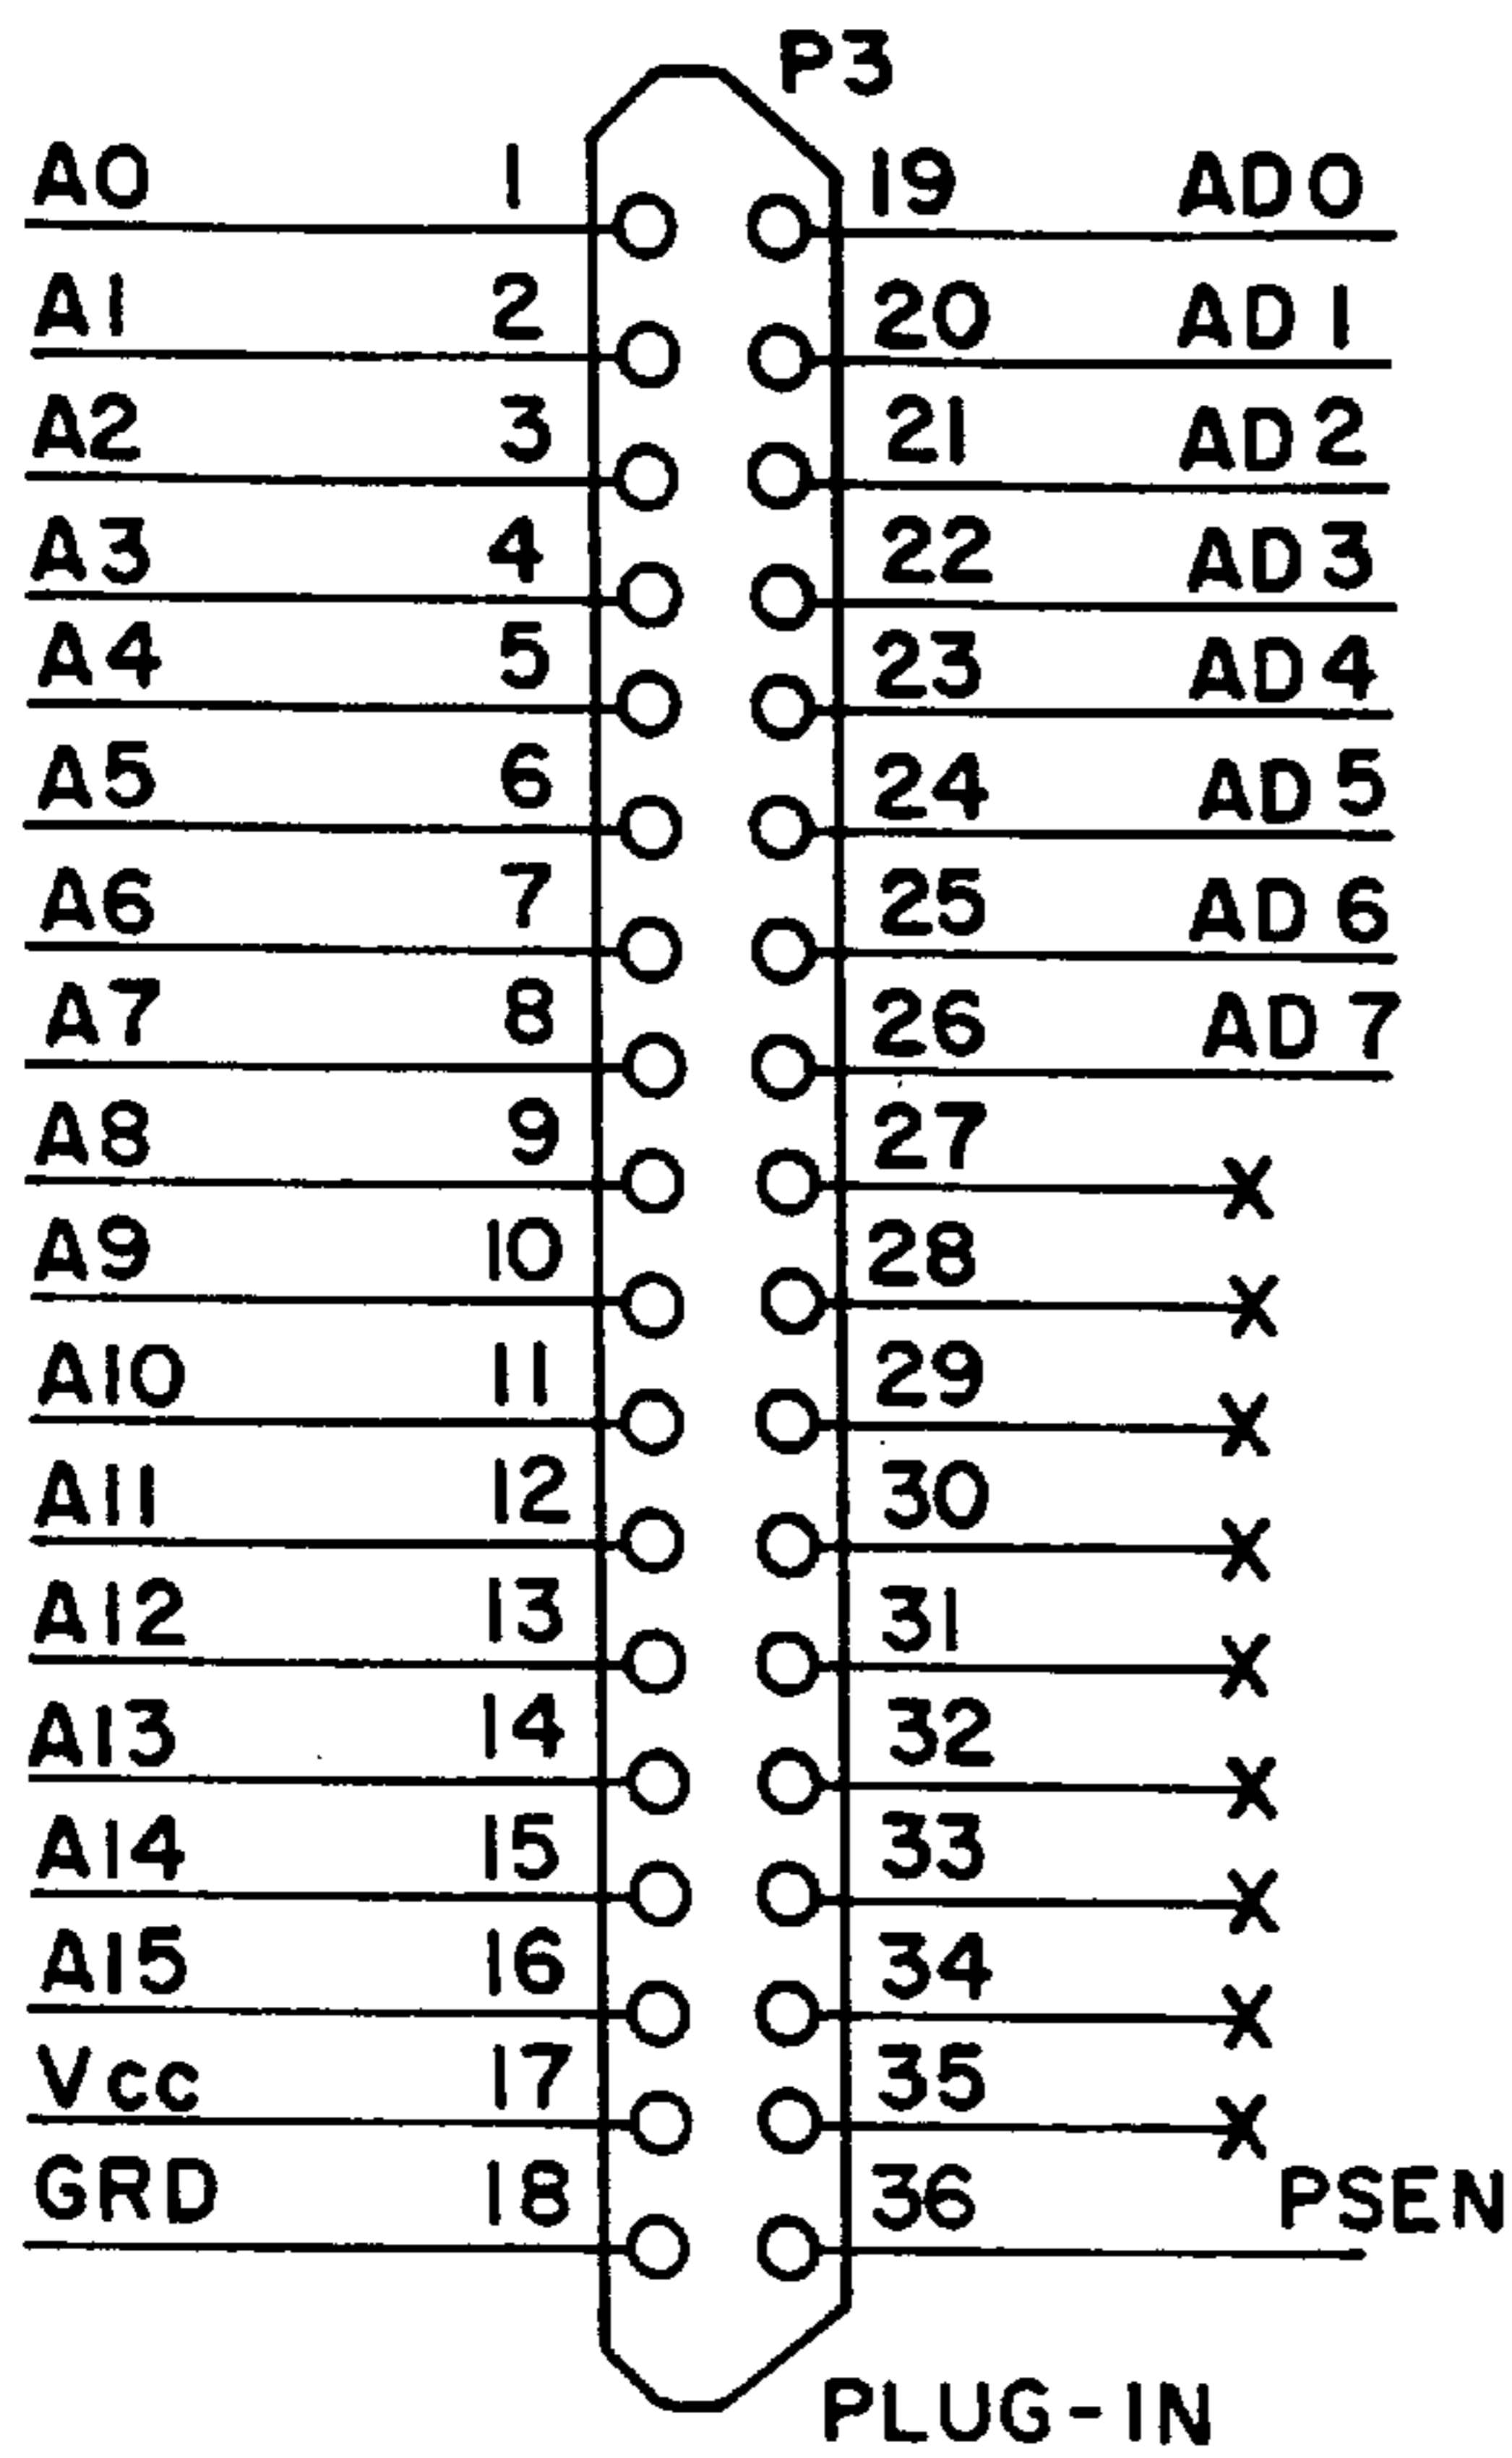 P3
A0 1 19 AD0
A1 2 20 AD1
A2 3 21 AD2
A3 4 22 AD3
A4 5 23 AD4
A5 6 24 AD5
A6 7 25 AD6
A7 8 26 AD7
A8 9 27
A9 10 28
A10 11 29
A11 12 30
A12 13 31
A13 14 32
A14 15 33
A15 16 34
Vcc 17 35
GRD 18 36 PSEN
PLUG-IN